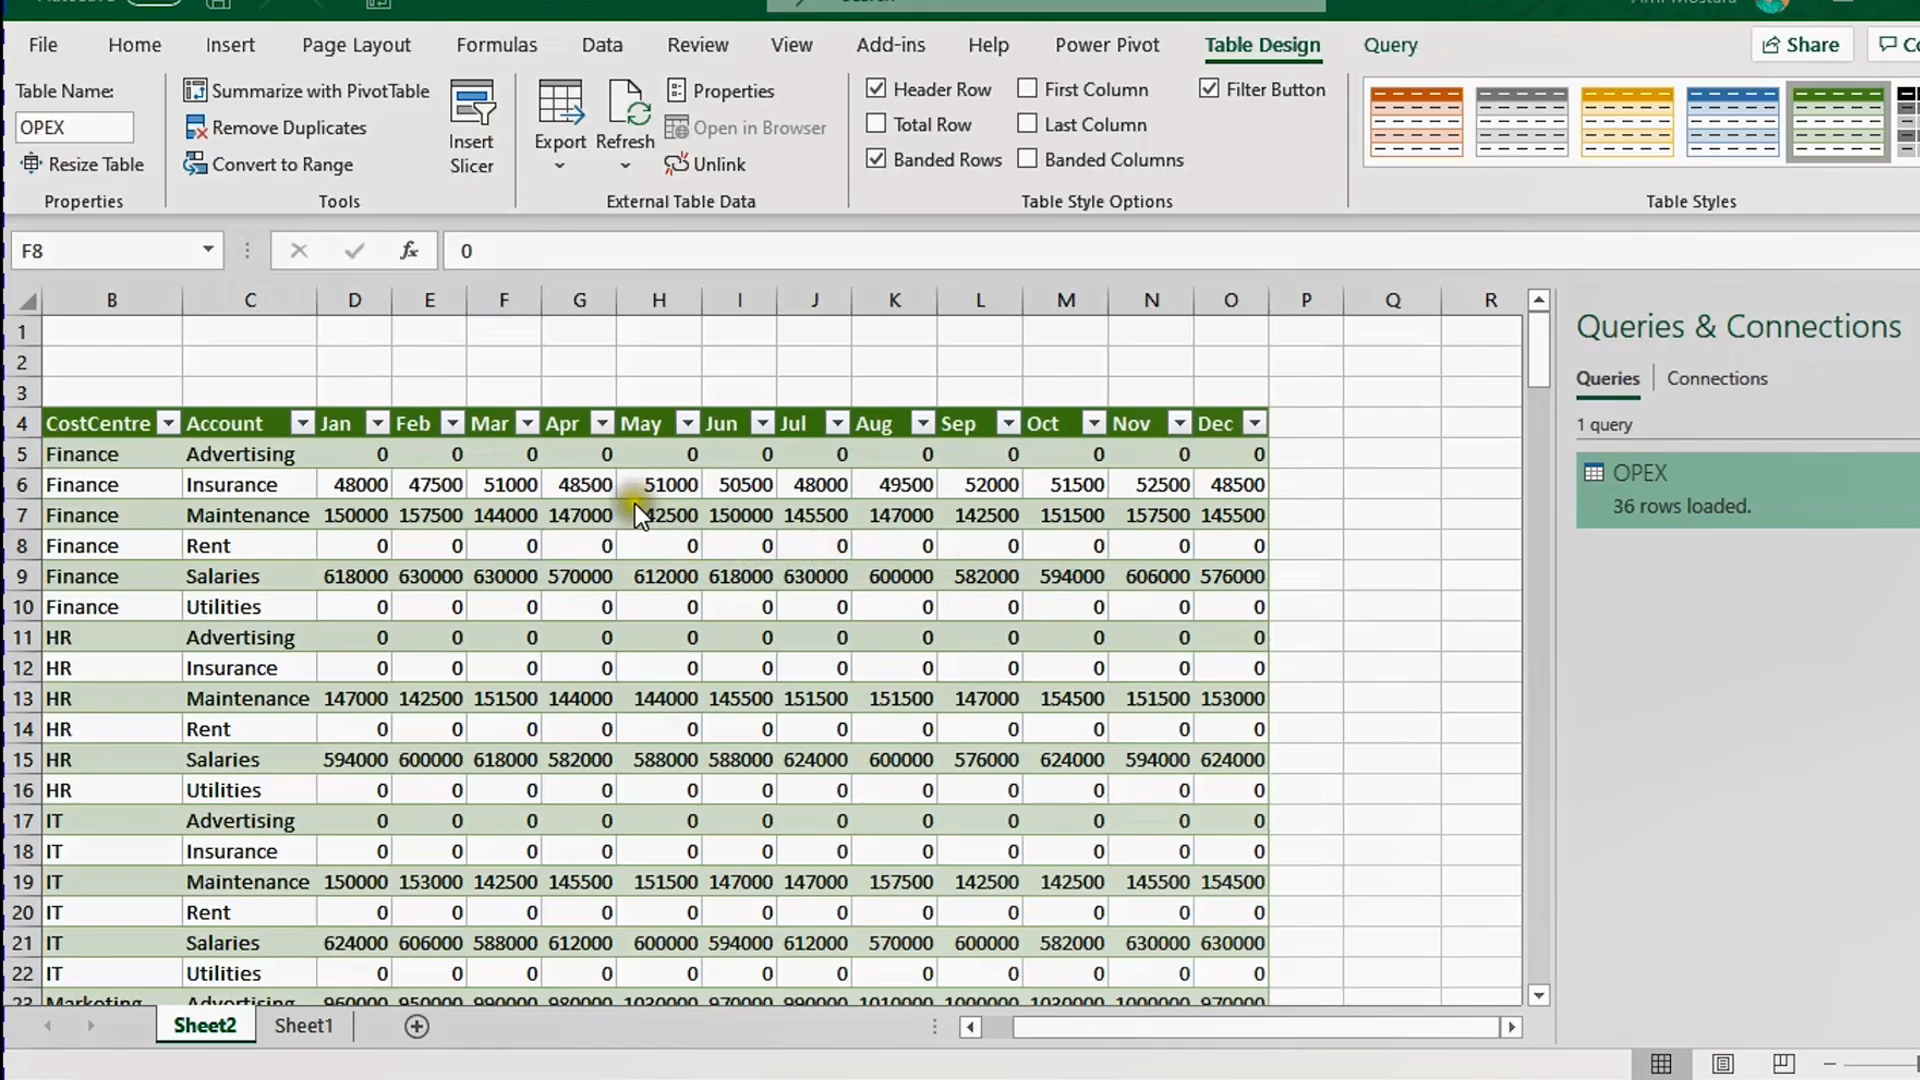 File Home Insert Page Layout Formulas Data Review View Add-ins Help Power Pivot Table Design Query Share
Table Name:
OPEX
Resize Table
Properties
Summarize with PivotTable
Remove Duplicates
Convert to Range
Tools
Insert
Slicer
Export
Refresh
Properties
Open in Browser
Unlink
External Table Data
Header Row First Column Filter Button
Total Row Last Column
Banded Rows Banded Columns
Table Style Options
Table Styles
F8 fx 0
B C D E F G H I J K L M N O P Q R
1
2
3
4 CostCentre Account Jan Feb Mar Apr May Jun Jul Aug Sep Oct Nov Dec
5 Finance Advertising 0 0 0 0 0 0 0 0 0 0 0 0
6 Finance Insurance 48000 47500 51000 48500 51000 50500 48000 49500 52000 51500 52500 48500
7 Finance Maintenance 150000 157500 144000 147000 42500 150000 145500 147000 142500 151500 157500 145500
8 Finance Rent 0 0 0 0 0 0 0 0 0 0 0 0
9 Finance Salaries 618000 630000 630000 570000 612000 618000 630000 600000 582000 594000 606000 576000
10 Finance Utilities 0 0 0 0 0 0 0 0 0 0 0 0
11 HR Advertising 0 0 0 0 0 0 0 0 0 0 0 0
12 HR Insurance 0 0 0 0 0 0 0 0 0 0 0 0
13 HR Maintenance 147000 142500 151500 144000 144000 145500 151500 151500 147000 154500 151500 153000
14 HR Rent 0 0 0 0 0 0 0 0 0 0 0 0
15 HR Salaries 594000 600000 618000 582000 588000 588000 624000 600000 576000 624000 594000 624000
16 HR Utilities 0 0 0 0 0 0 0 0 0 0 0 0
17 IT Advertising 0 0 0 0 0 0 0 0 0 0 0 0
18 IT Insurance 0 0 0 0 0 0 0 0 0 0 0 0
19 IT Maintenance 150000 153000 142500 145500 151500 147000 147000 157500 142500 142500 145500 154500
20 IT Rent 0 0 0 0 0 0 0 0 0 0 0 0
21 IT Salaries 624000 606000 588000 612000 600000 594000 612000 570000 600000 582000 630000 630000
22 IT Utilities 0 0 0 0 0 0 0 0 0 0 0 0
23 Marketing Advertising 960000 950000 990000 980000 1030000 970000 990000 1010000 1000000 1030000 1000000 970000
Queries & Connections
Queries Connections
1 query
OPEX
36 rows loaded.
Sheet2 Sheet1